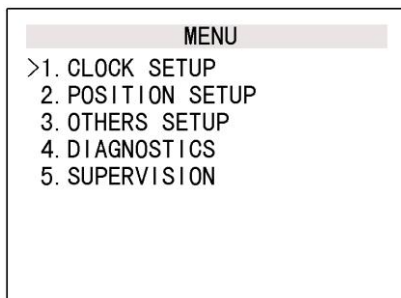 MENU
>1. CLOCK SETUP
2. POSITION SETUP
3. OTHERS SETUP
4. DIAGNOSTICS
5. SUPERVISION